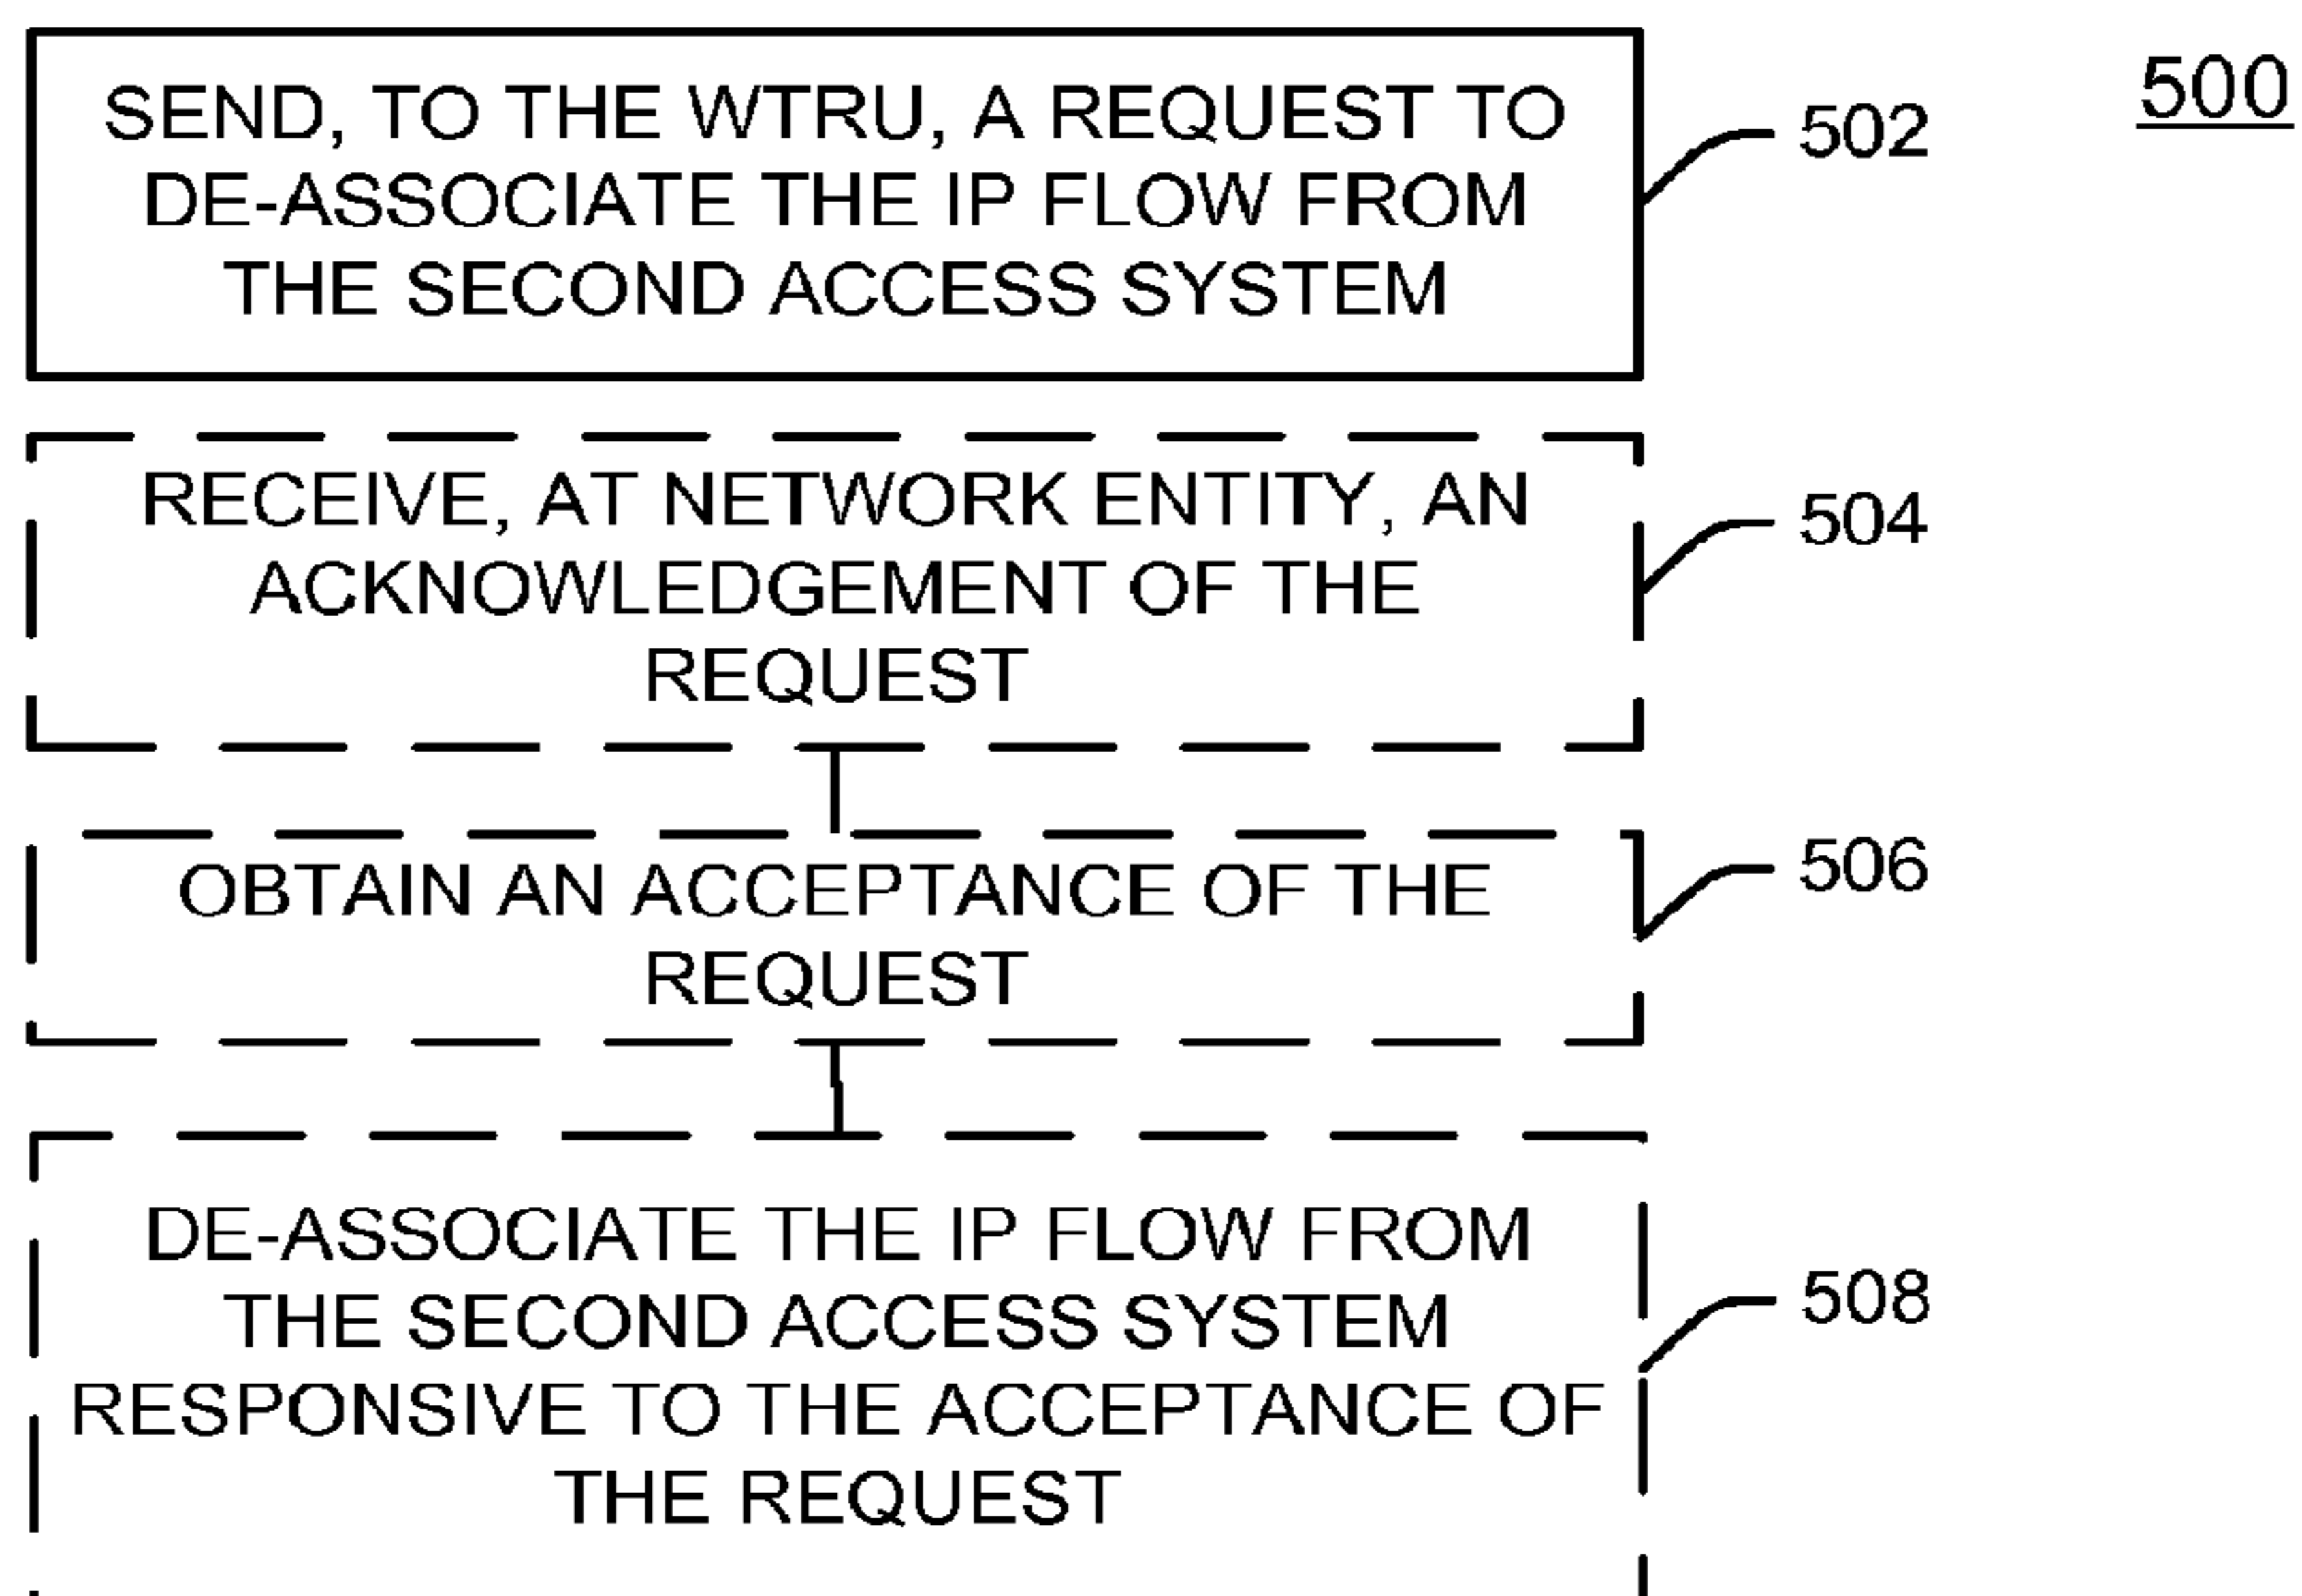 500
SEND, TO THE WTRU, A REQUEST TO
DE-ASSOCIATE THE IP FLOW FROM
THE SECOND ACCESS SYSTEM
502
RECEIVE, AT NETWORK ENTITY, AN
ACKNOWLEDGEMENT OF THE
REQUEST
504
OBTAIN AN ACCEPTANCE OF THE
REQUEST
506
DE-ASSOCIATE THE IP FLOW FROM
THE SECOND ACCESS SYSTEM
RESPONSIVE TO THE ACCEPTANCE OF
THE REQUEST
508